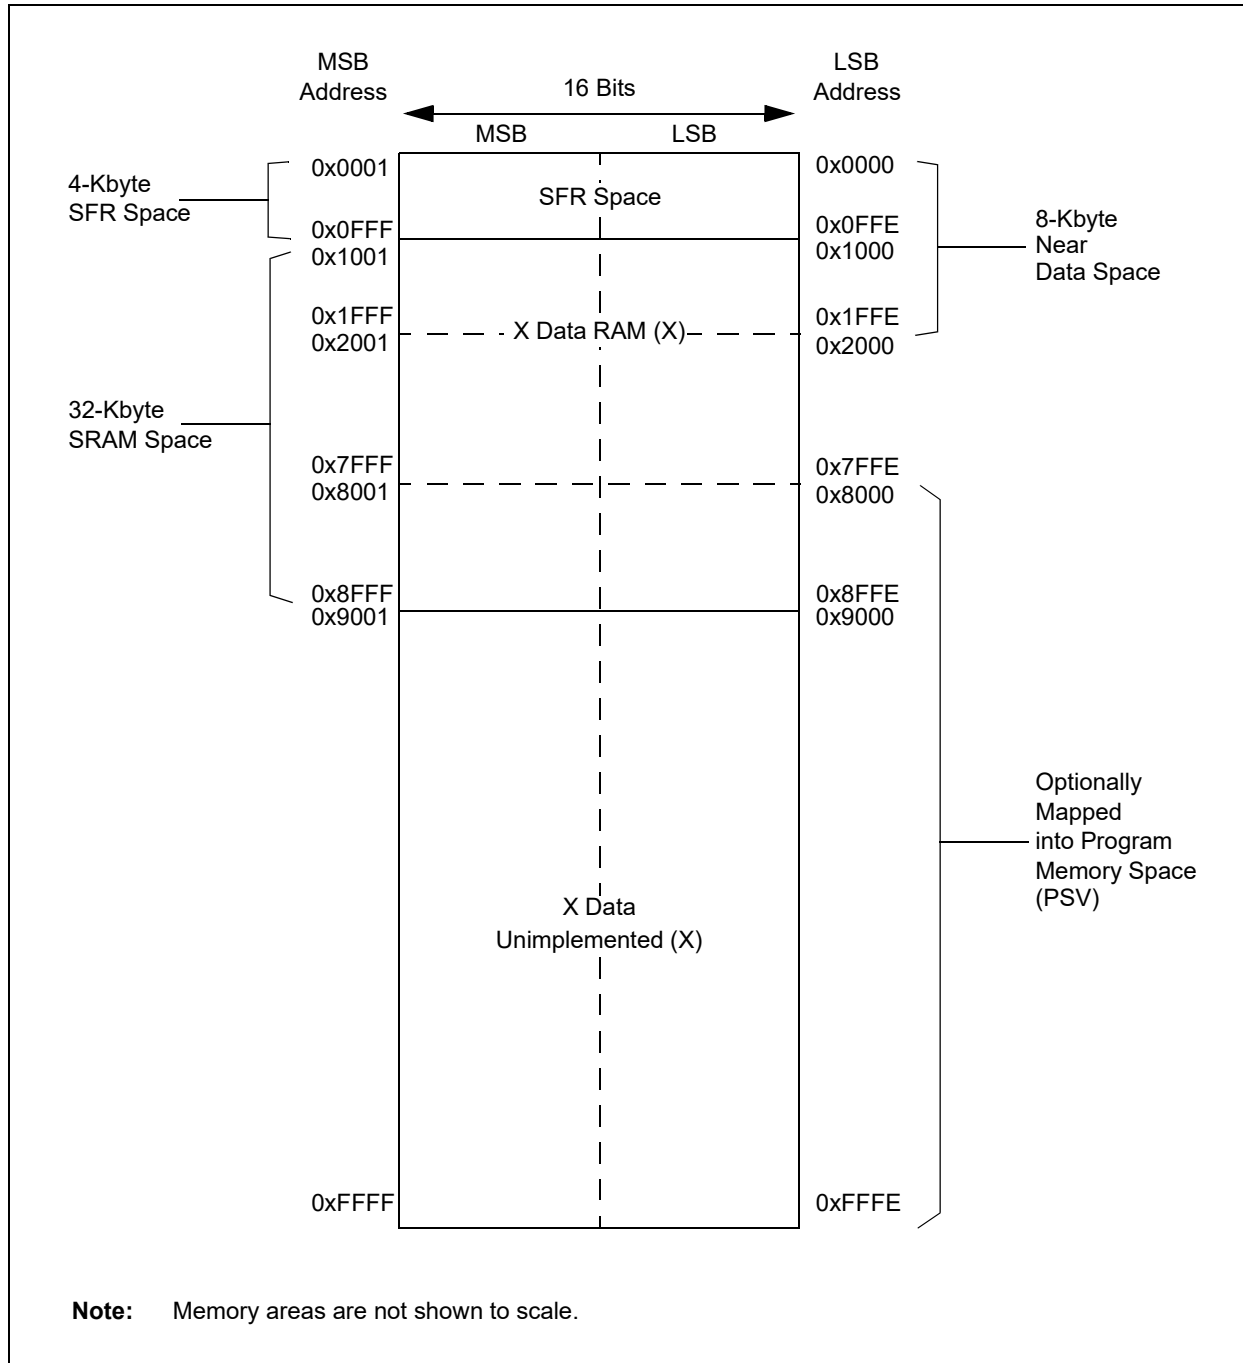 MSB
Address
LSB
Address
16 Bits
MSB
LSB
0x0001
0x0000
4-Kbyte
SFR Space
SFR Space
0x0FFF
0x0FFE
0x1001
0x1000
8-Kbyte
Near
Data Space
0x1FFF
0x1FFE
X Data RAM (X)
0x2001
0x2000
32-Kbyte
SRAM Space
0x7FFF
0x7FFE
0x8001
0x8000
0x8FFF
0x8FFE
0x9001
0x9000
Optionally
Mapped
into Program
Memory Space
(PSV)
X Data
Unimplemented (X)
0xFFFF
0xFFFE
Note: Memory areas are not shown to scale.